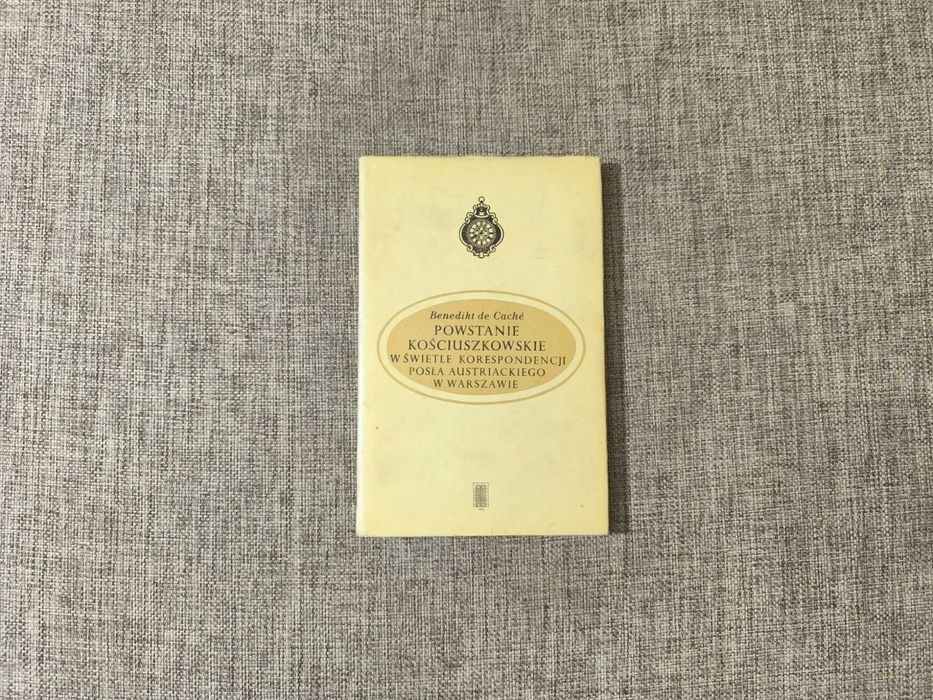 Benedikt de Caché
POWSTANIE
KOŚCIUSZKOWSKIE
W ŚWIETLE KORESPONDENCJI
POSŁA AUSTRIACKIEGO
W WARSZAWIE